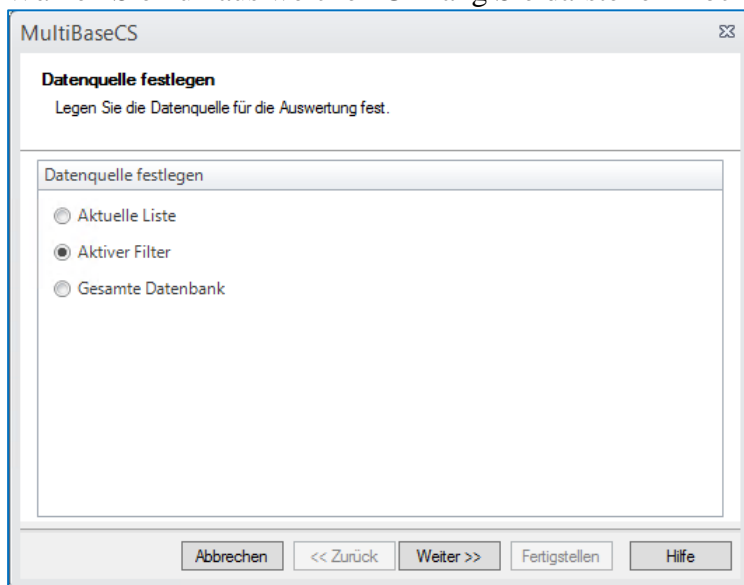 MultiBaseCS
Datenquelle festlegen
Legen Sie die Datenquelle für die Auswertung fest.
Datenquelle festlegen
Aktuelle Liste
Aktiver Filter
Gesamte Datenbank
Abbrechen << Zurück Weiter >> Fertigstellen Hilfe